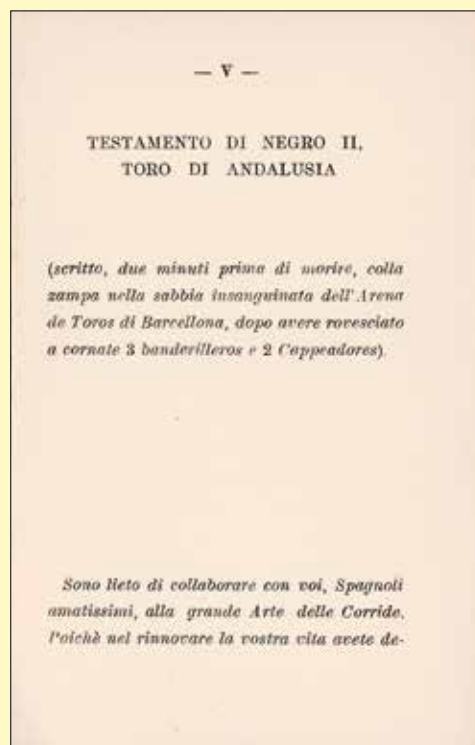 — V —
TESTAMENTO DI NEGRO II,
TORO DI ANDALUSIA
(scritto, due minuti prima di morire, colla
zampa nella sabbia insanguinata dell'Arena
de Toros di Barcellona, dopo avere rovesciato
a cornate 3 banderilleros e 2 Cappeadores).
Sono lieto di collaborare con voi, Spagnoli
amatissimi, alla grande Arte delle Corride.
Poichè nel rinnovare la vostra vita avete de-